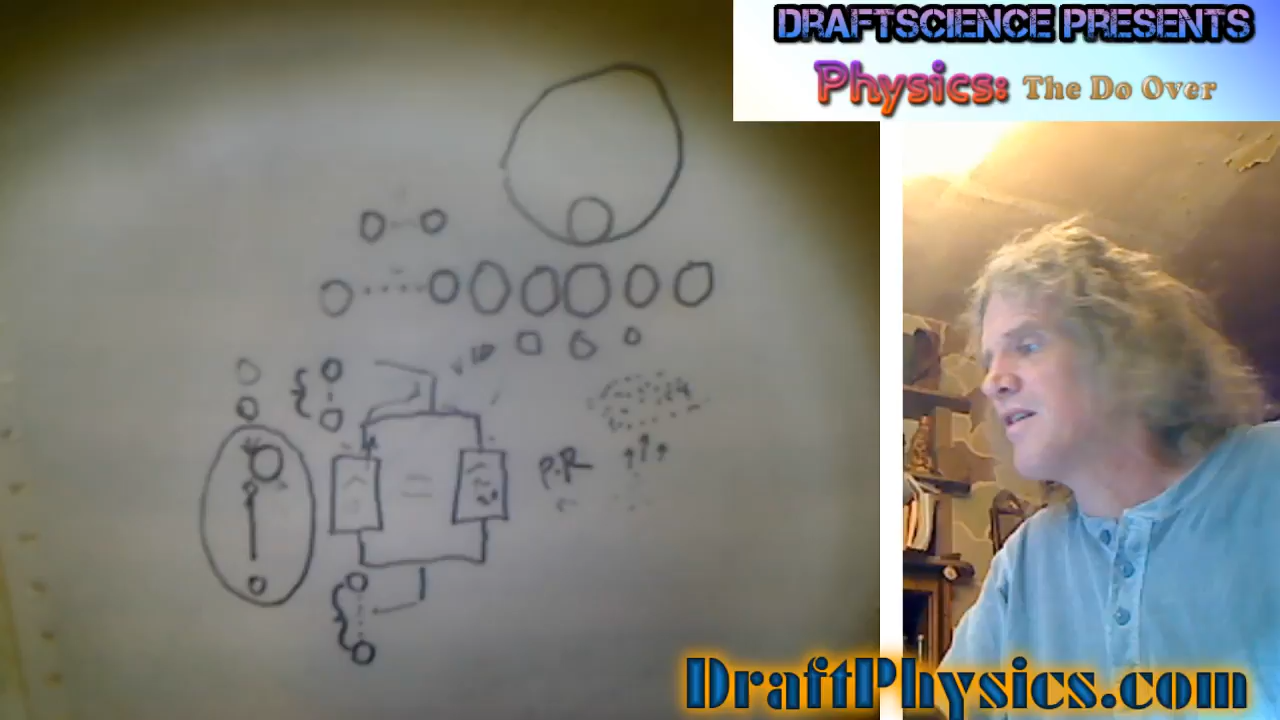 DRAFTSCIENCE PRESENTS
Physics: The Do Over
P.R
DraftPhysics.com